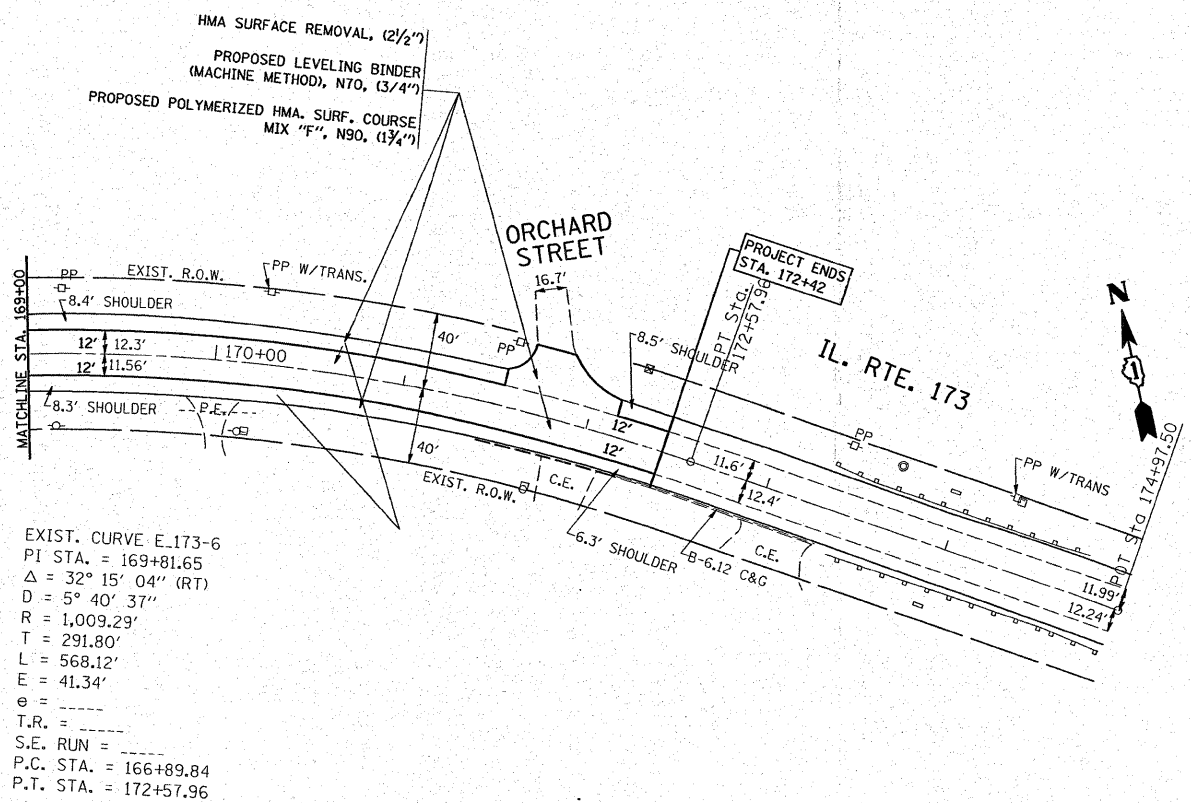 HMA SURFACE REMOVAL, (2 1/2")
PROPOSED LEVELING BINDER
(MACHINE METHOD), N70, (3/4")
PROPOSED POLYMERIZED HMA. SURF. COURSE
MIX "F", N90, (1 3/4")
ORCHARD
STREET
16.7'
PROJECT ENDS
STA. 172+42
PT Sta.
172+57.96
IL. RTE. 173
N
1
MATCHLINE STA. 169+00
PP
EXIST. R.O.W.
PP W/TRANS.
8.4' SHOULDER
12'
12.3'
170+00
12'
11.56'
8.3' SHOULDER
P.E.
40'
40'
PP
8.5' SHOULDER
12'
12'
11.6'
12.4'
PP
PP W/TRANS
POT Sta 174+97.50
EXIST. R.O.W.
C.E.
6.3' SHOULDER
B-6.12 C&G
C.E.
11.99'
12.24'
EXIST. CURVE E_173-6
PI STA. = 169+81.65
Δ = 32° 15' 04" (RT)
D = 5° 40' 37"
R = 1,009.29'
T = 291.80'
L = 568.12'
E = 41.34'
e = _____
T.R. = _____
S.E. RUN = _____
P.C. STA. = 166+89.84
P.T. STA. = 172+57.96